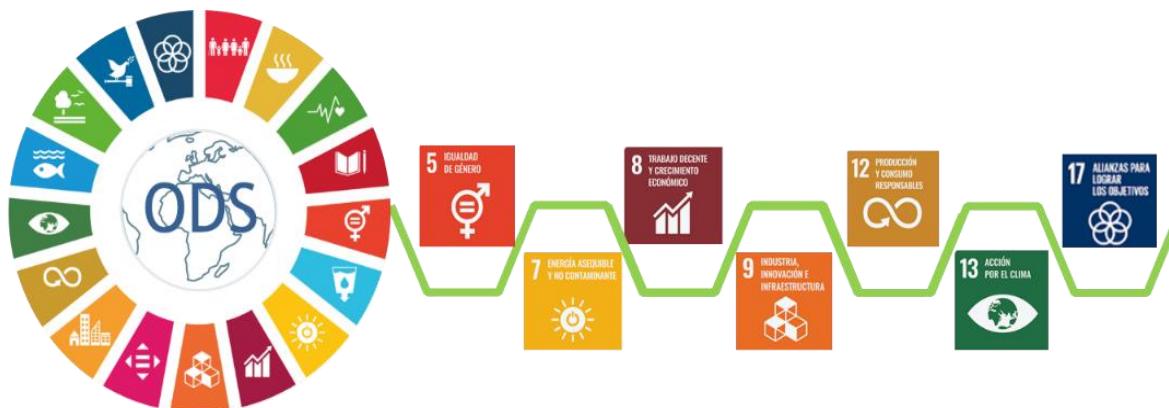 ODS
5 IGUALDAD
DE GÉNERO
7 ENERGÍA ASEQUIBLE
Y NO CONTAMINANTE
8 TRABAJO DECENTE
Y CRECIMIENTO
ECONÓMICO
9 INDUSTRIA,
INNOVACIÓN E
INFRAESTRUCTURA
12 PRODUCCIÓN
Y CONSUMO
RESPONSABLES
13 ACCIÓN
POR EL CLIMA
17 ALIANZAS PARA
LOGRAR
LOS OBJETIVOS